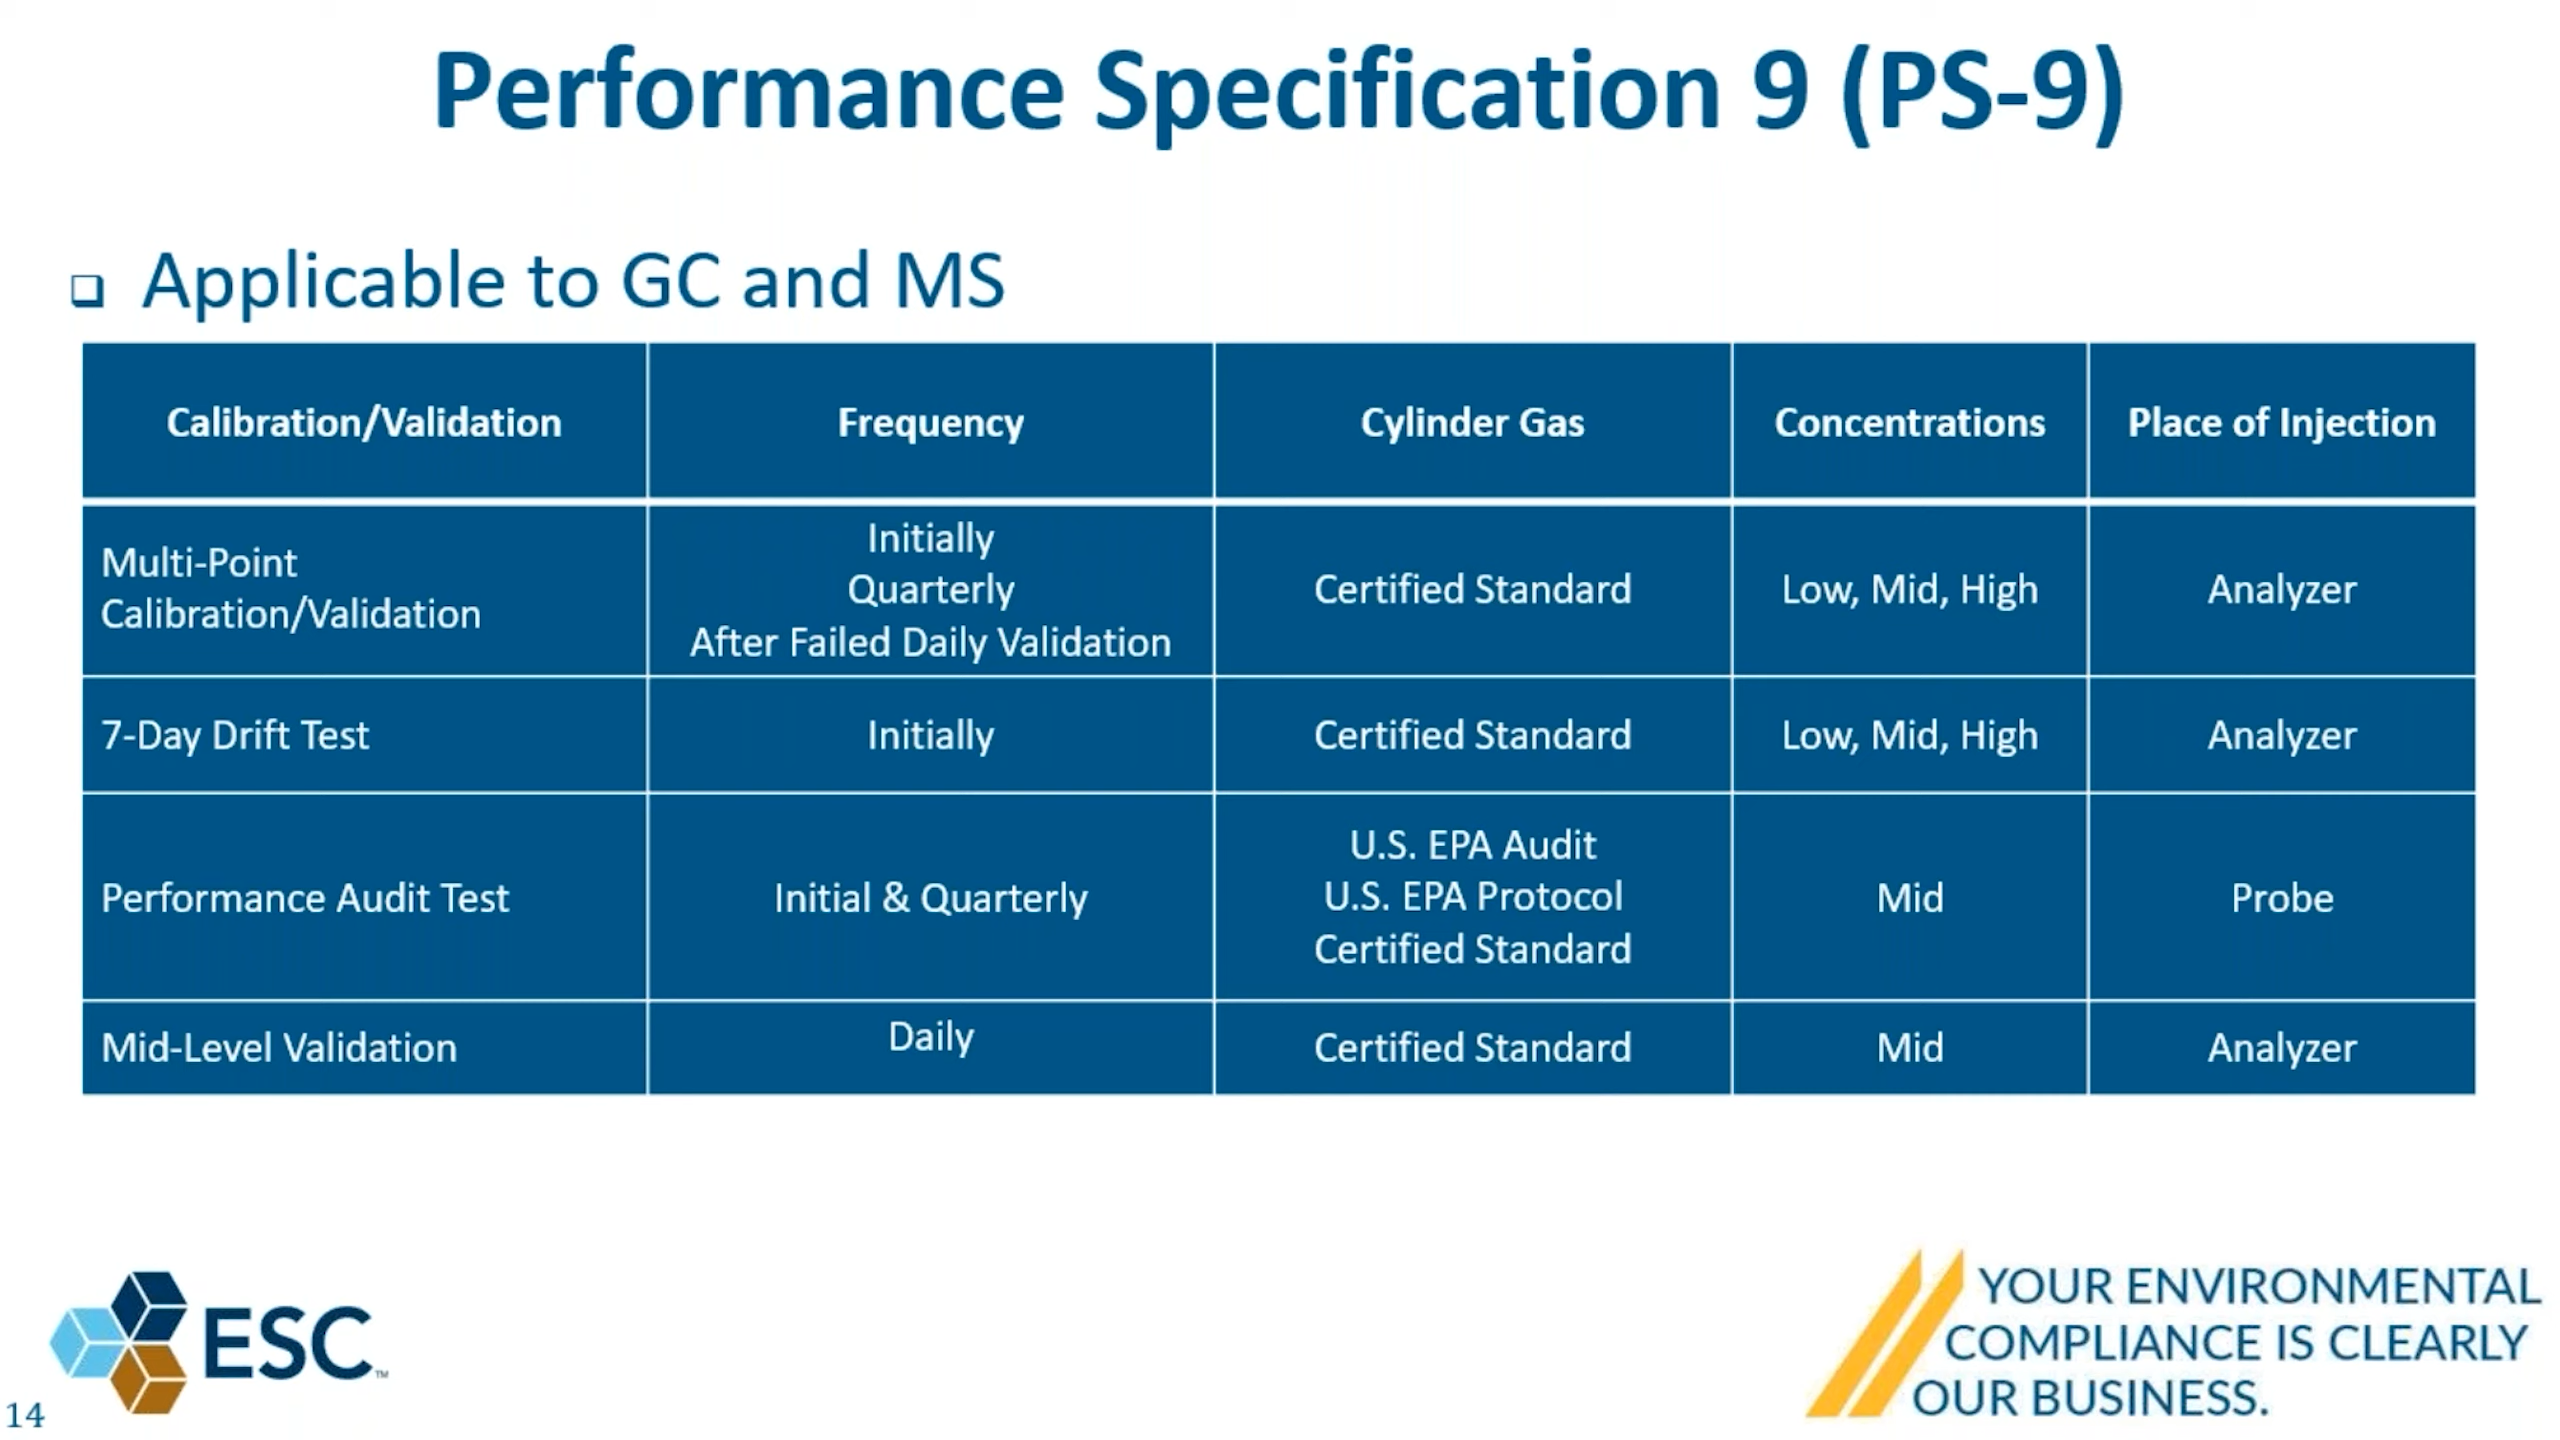 Performance Specification 9 (PS-9)
❑ Applicable to GC and MS
Calibration/Validation
Frequency
Cylinder Gas
Concentrations
Place of Injection
Multi-Point
Calibration/Validation
Initially
Quarterly
After Failed Daily Validation
Certified Standard
Low, Mid, High
Analyzer
7-Day Drift Test
Initially
Certified Standard
Low, Mid, High
Analyzer
Performance Audit Test
Initial & Quarterly
U.S. EPA Audit
U.S. EPA Protocol
Certified Standard
Mid
Probe
Mid-Level Validation
Daily
Certified Standard
Mid
Analyzer
ESC™
YOUR ENVIRONMENTAL
COMPLIANCE IS CLEARLY
OUR BUSINESS.
14